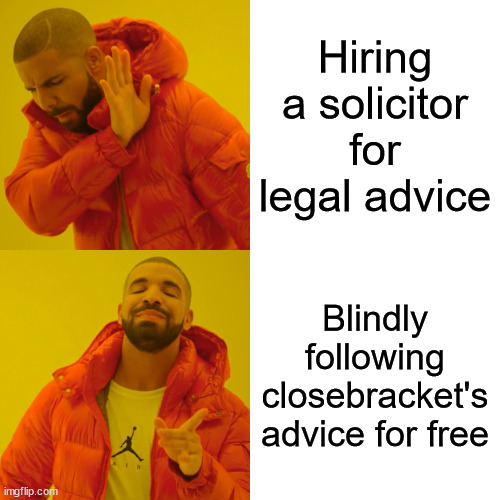 Hiring
a solicitor
for
legal advice
Blindly
following
closebracket's
advice for free
imgflip.com